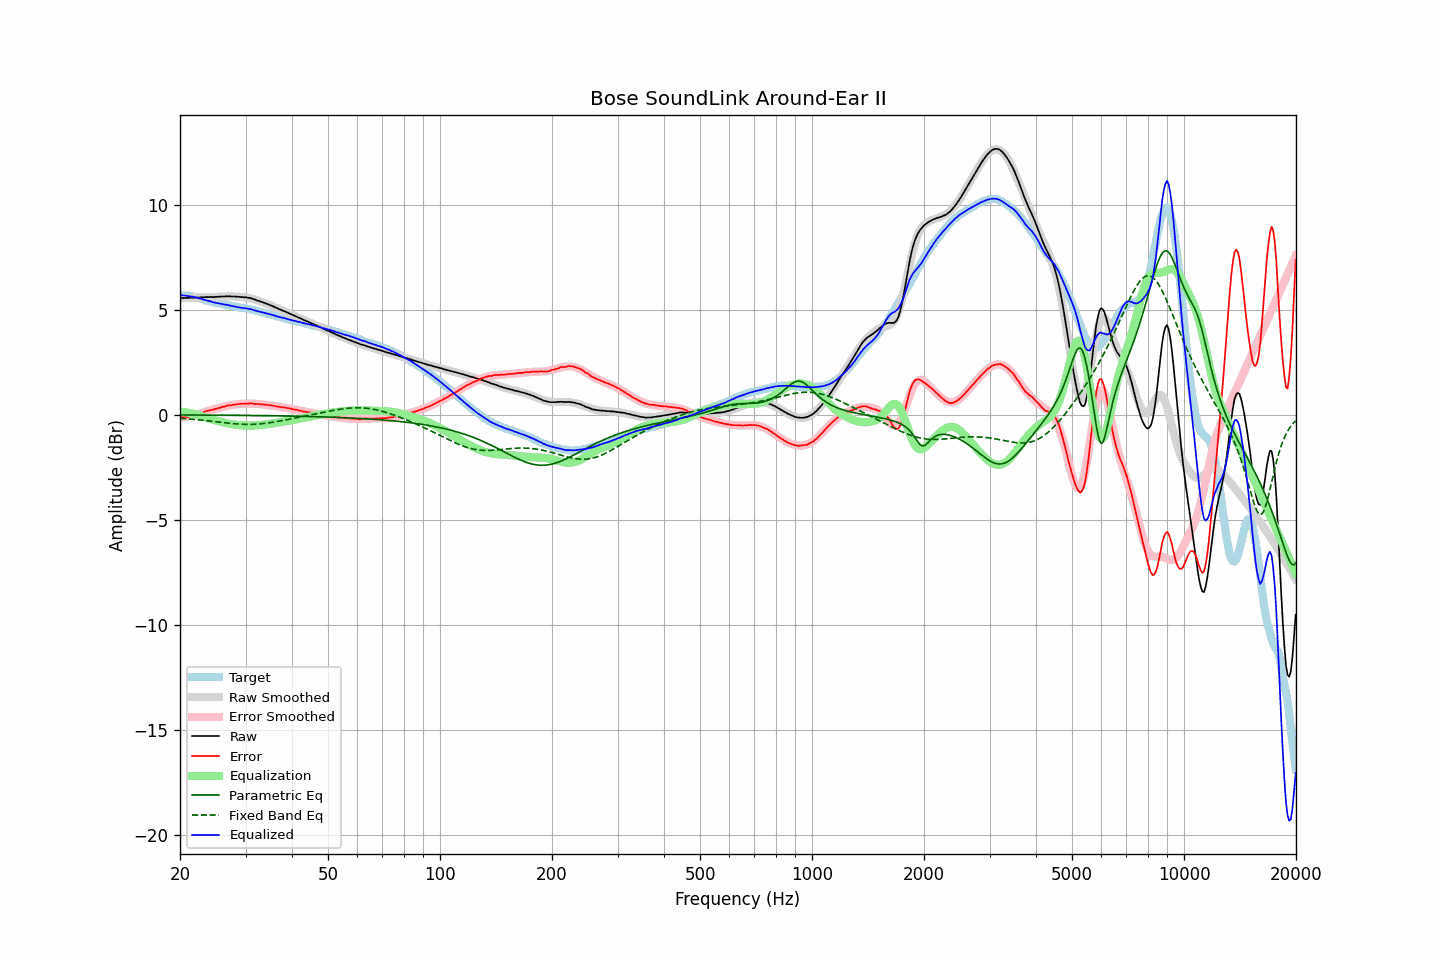 Bose SoundLink Around-Ear II
Amplitude (dBr)
10
5
0
−5
−10
−15
−20
Target
Raw Smoothed
Error Smoothed
Raw
Error
Equalization
Parametric Eq
Fixed Band Eq
Equalized
20 50 100 200 500 1000 2000 5000 10000 20000
Frequency (Hz)